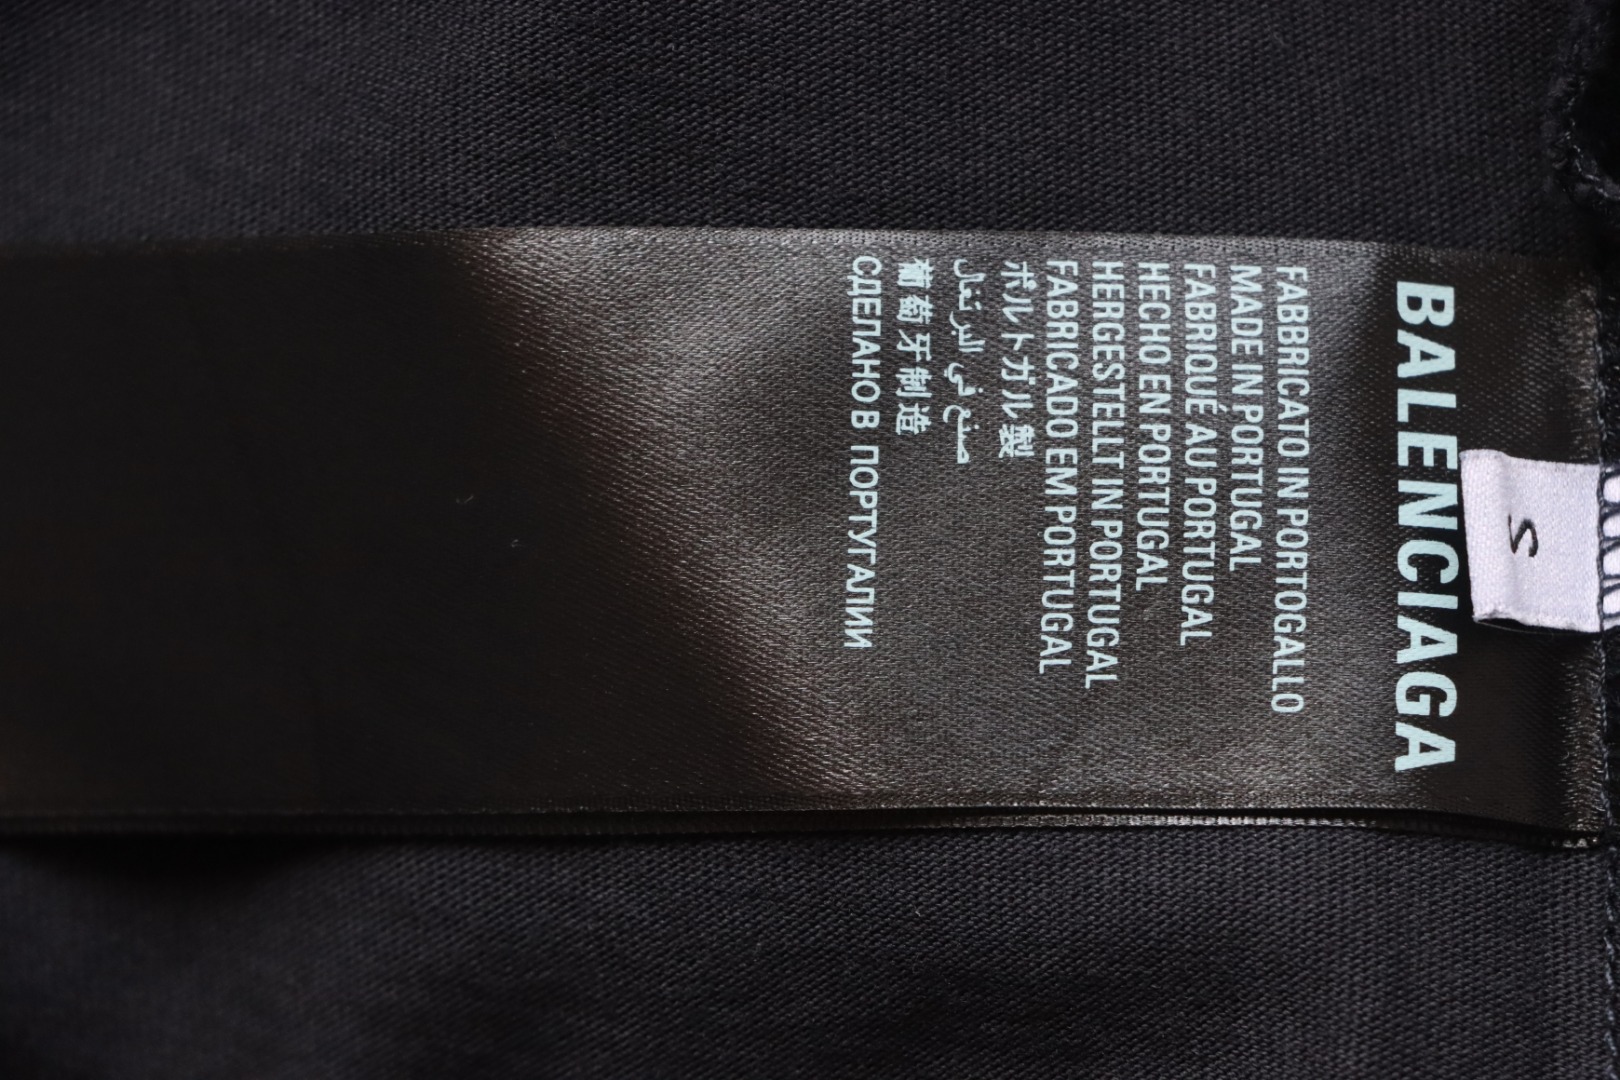 BALENCIAGA
FABBRICATO IN PORTOGALLO
MADE IN PORTUGAL
FABRIQUÉ AU PORTUGAL
HECHO EN PORTUGAL
HERGESTELLT IN PORTUGAL
FABRICADO EM PORTUGAL
ポルトガル製
صنع في البرتغال
葡萄牙制造
СДЕЛАНО В ПОРТУГАЛИИ
S